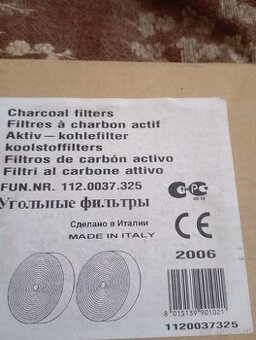 Charcoal filters
Filtres à charbon actif
Aktiv – kohlefilter
koolstoffilters
Filtros de carbón activo
Filtri al carbone attivo
FUN.NR. 112.0037.325
Угольные фильтры
Сделано в Италии
MADE IN ITALY
CE
2006
8 015139 901021
1120037325